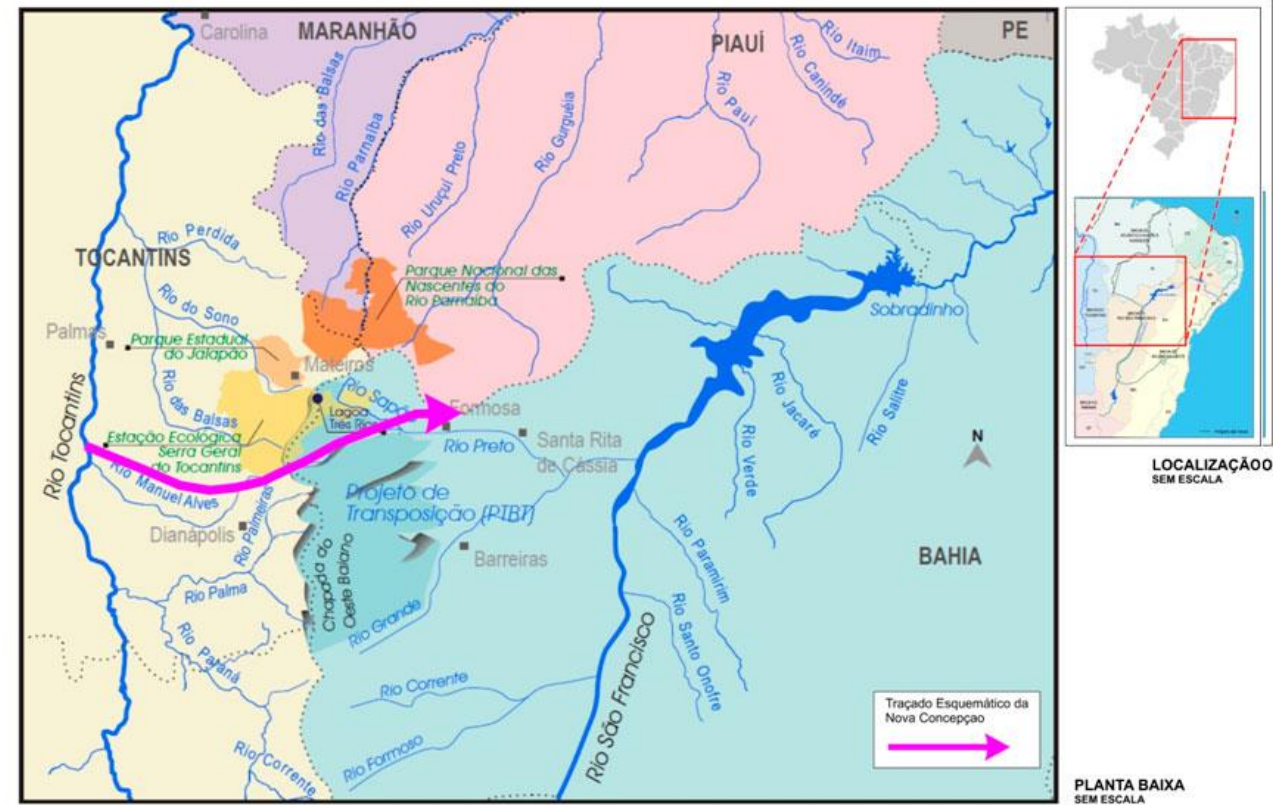 Carolina
MARANHÃO
PIAUÍ
PE
Rio das Balsas
Rio Parnaíba
Rio Uruçuí Preto
Rio Gurguéia
Rio Pauí
Rio Canindé
Rio Itaim
Rio Perdida
TOCANTINS
Rio do Sono
Palmas
Parque Estadual
do Jalapão
Mateiros
Parque Nacional das
Nascentes do
Rio Parnaíba
Sobradinho
Rio das Balsas
Rio Sapo
Lagoa
Três Rios
Formosa
Rio Tocantins
Estação Ecológica
Serra Geral
do Tocantins
Rio Preto
Santa Rita
de Cássia
Rio Verde
Rio Jacaré
Rio Salitre
N
Rio Manuel Alves
Rio Palmeiras
Dianápolis
Projeto de
Transposição (PTBT)
Barreiras
Chapada do
Oeste Baiano
BAHIA
Rio Paramirim
Rio Santo Onofre
Rio Palma
Rio Paraná
Rio Grande
Rio Corrente
Rio Formoso
Rio Corrente
Rio São Francisco
Traçado Esquemático da
Nova Concepçao
LOCALIZAÇÃOO
SEM ESCALA
PLANTA BAIXA
SEM ESCALA